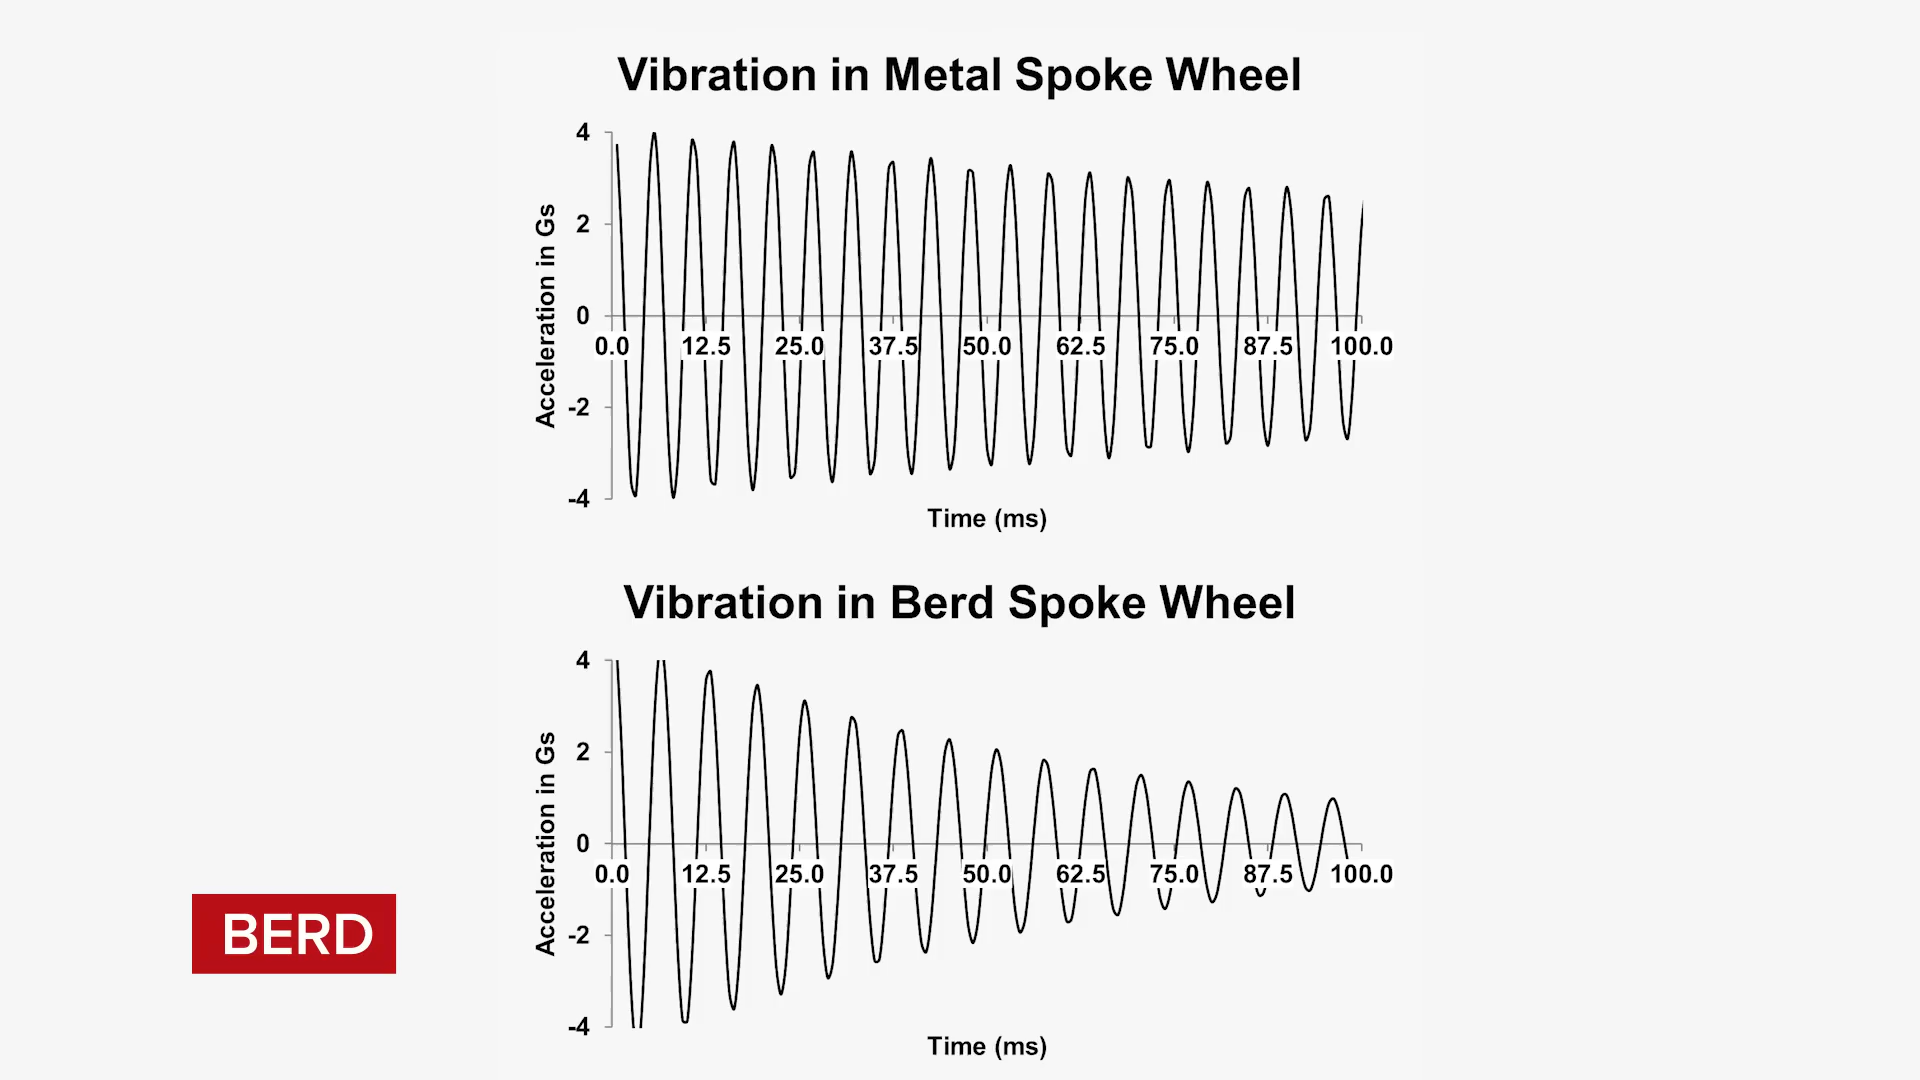 Vibration in Metal Spoke Wheel
4
2
0
-2
-4
Acceleration in Gs
0.0 12.5 25.0 37.5 50.0 62.5 75.0 87.5 100.0
Time (ms)
Vibration in Berd Spoke Wheel
4
2
0
-2
-4
Acceleration in Gs
0.0 12.5 25.0 37.5 50.0 62.5 75.0 87.5 100.0
Time (ms)
BERD